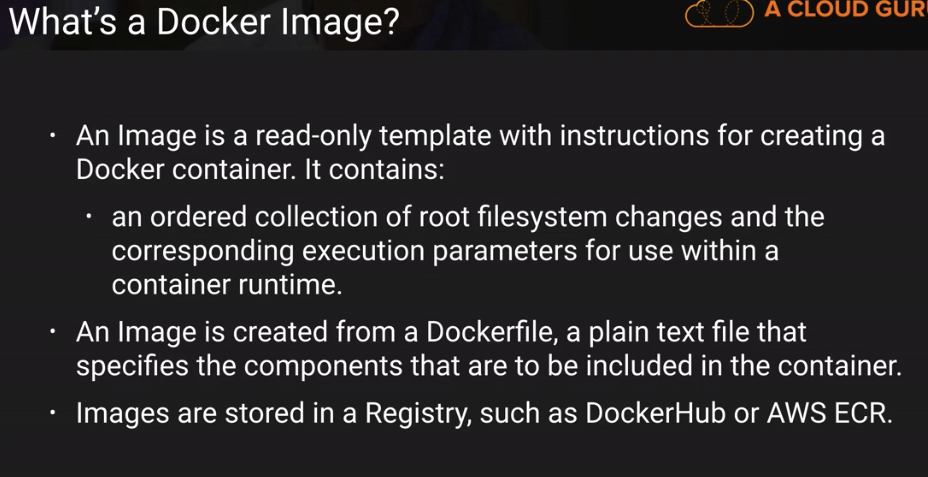 What's a Docker Image?
A CLOUD GUR
· An Image is a read-only template with instructions for creating a
Docker container. It contains:
· an ordered collection of root filesystem changes and the
corresponding execution parameters for use within a
container runtime.
· An Image is created from a Dockerfile, a plain text file that
specifies the components that are to be included in the container.
· Images are stored in a Registry, such as DockerHub or AWS ECR.